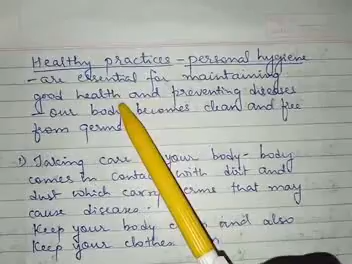 Healthy practices - personal hygiene
- are essential for maintaining
good health and preventing diseases
- our body becomes clean and free
from germs
1) Taking care your body - body
comes in contact with dirt and
dust which carry germs that may
cause diseases.
Keep your body and also
Keep your clothes